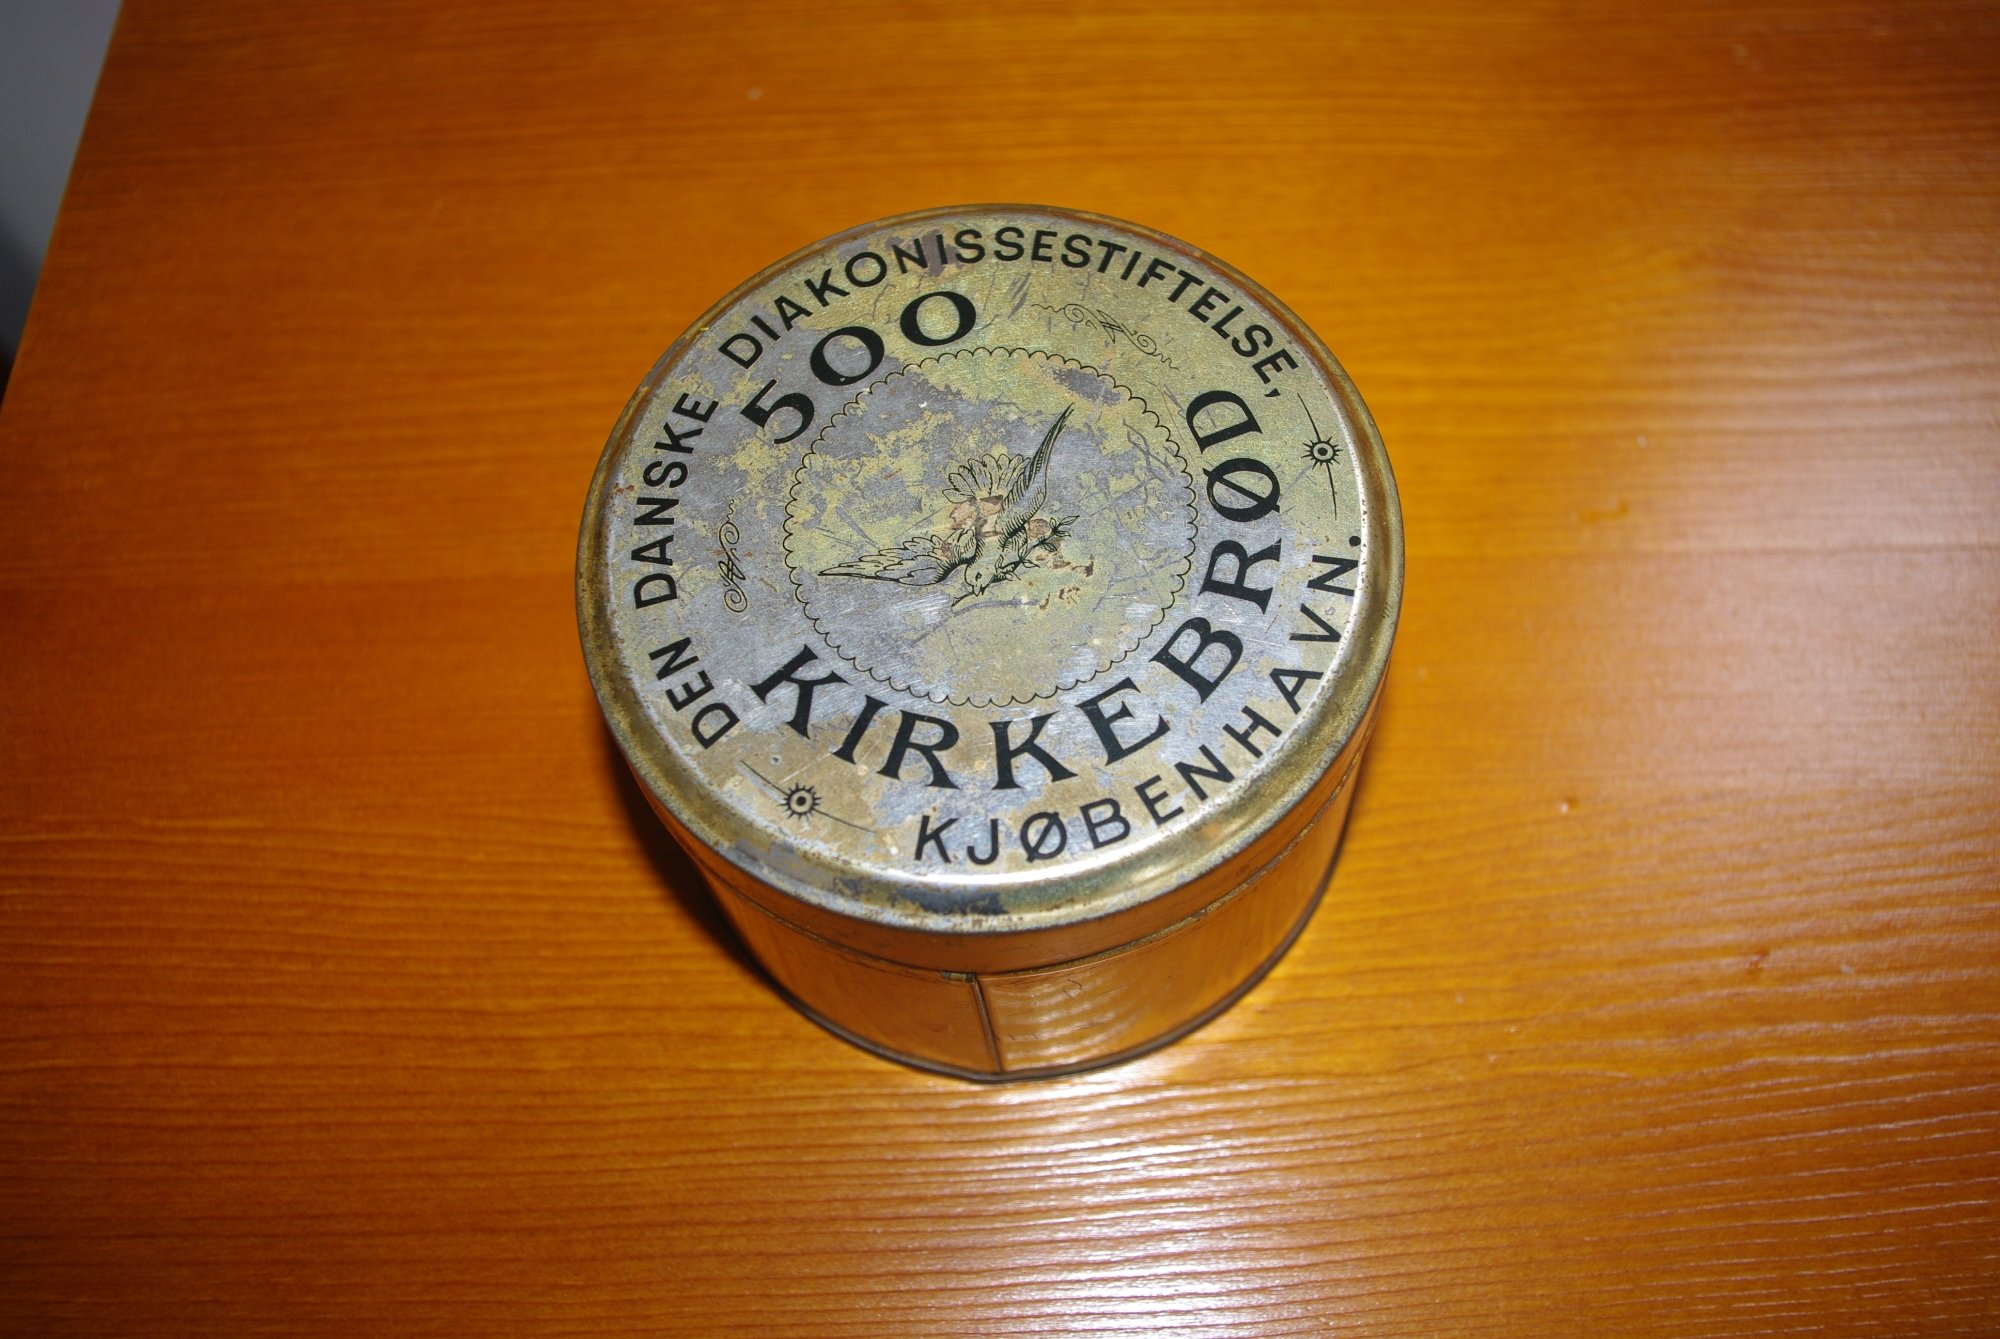 DEN DANSKE DIAKONISSESTIFTELSE,
500
KIRKEBRØD
KJØBENHAVN.